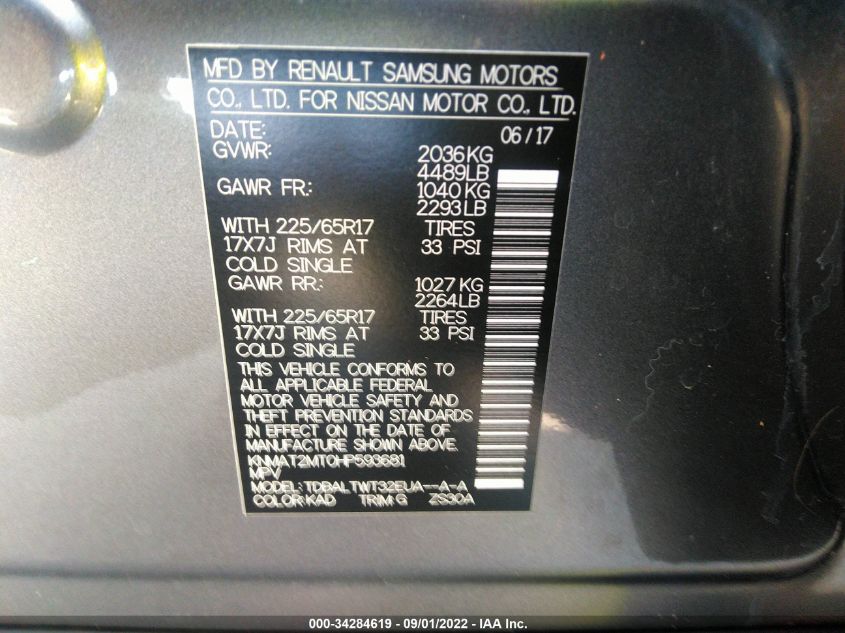 MFD BY RENAULT SAMSUNG MOTORS
CO., LTD. FOR NISSAN MOTOR CO., LTD.
DATE: 06/17
GVWR: 2036KG
4489LB
GAWR FR.: 1040KG
2293LB
WITH 225/65R17 TIRES
17X7J RIMS AT 33 PSI
COLD SINGLE
GAWR RR.: 1027KG
2264LB
WITH 225/65R17 TIRES
17X7J RIMS AT 33 PSI
COLD SINGLE
THIS VEHICLE CONFORMS TO
ALL APPLICABLE FEDERAL
MOTOR VEHICLE SAFETY AND
THEFT PREVENTION STANDARDS
IN EFFECT ON THE DATE OF
MANUFACTURE SHOWN ABOVE.
KNMAT2MT0HP593681
MPV
MODEL: TDBALTWT32EUA--A-A
COLOR:KAD TRIM:G ZS30A
000-34284619 - 09/01/2022 - IAA Inc.